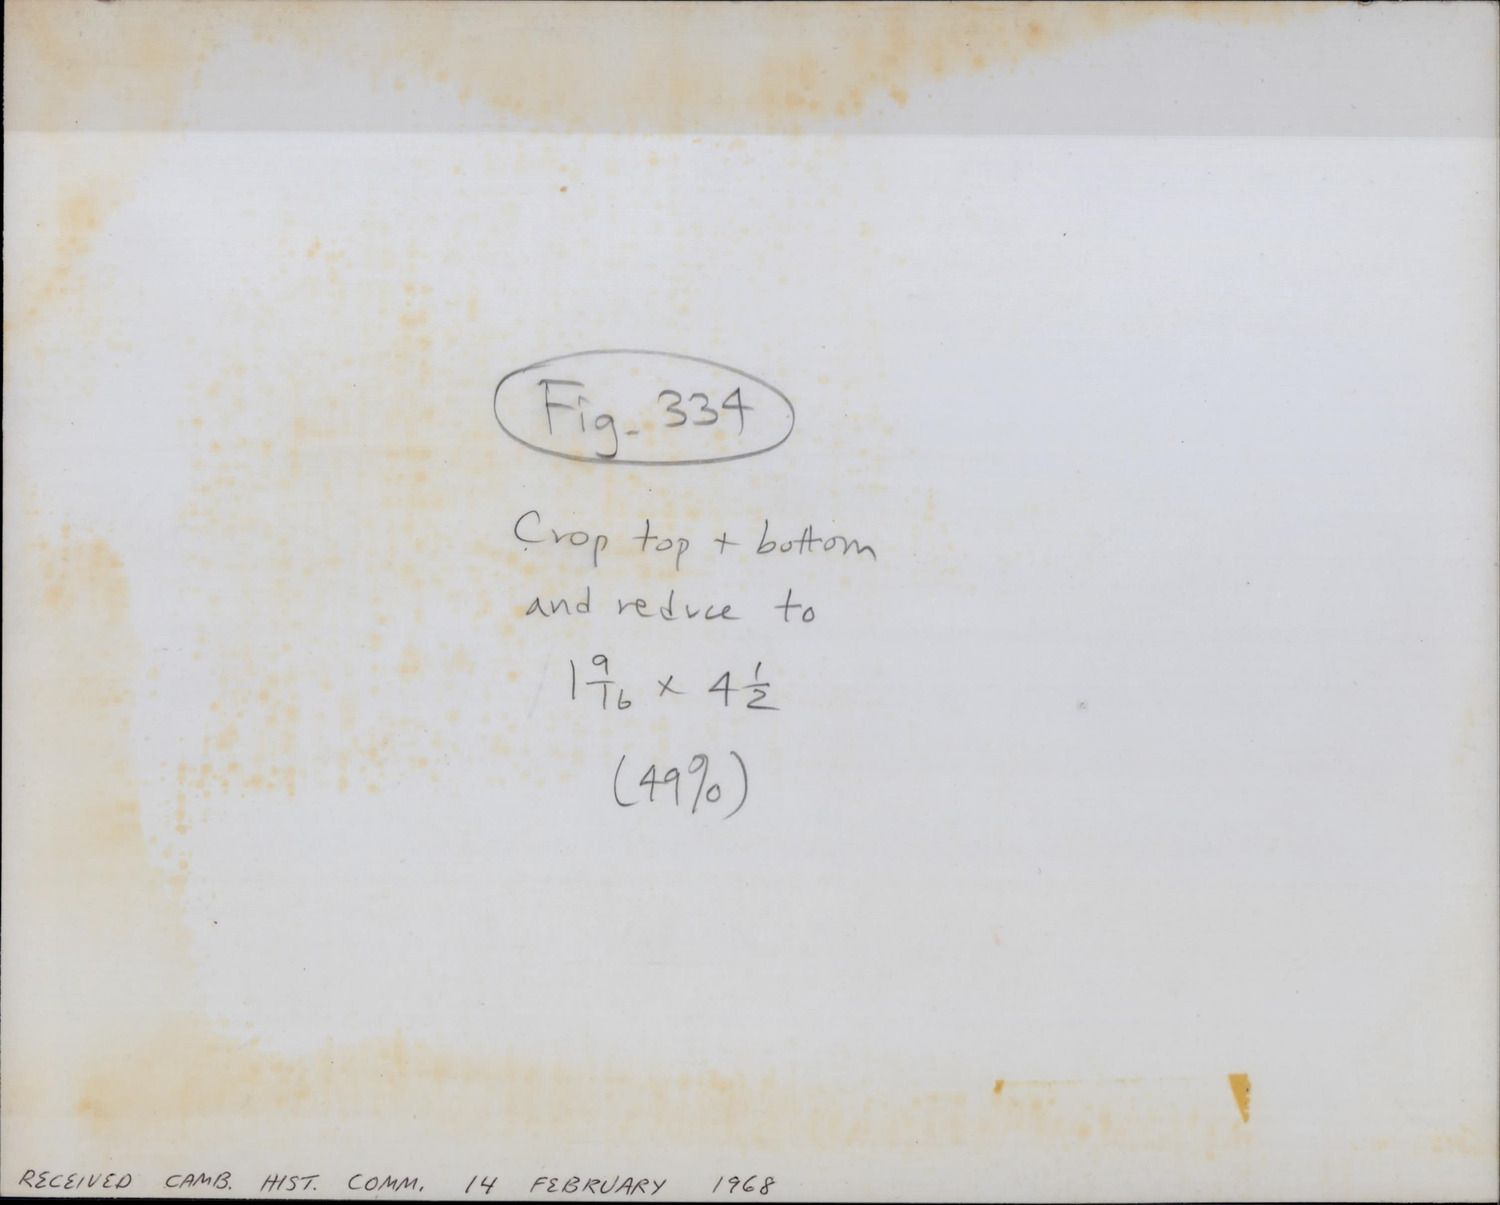 Fig. 334
Crop top + bottom
and reduce to
1 9/16 x 4 1/2
(49%)
RECEIVED CAMB. HIST. COMM. 14 FEBRUARY 1968